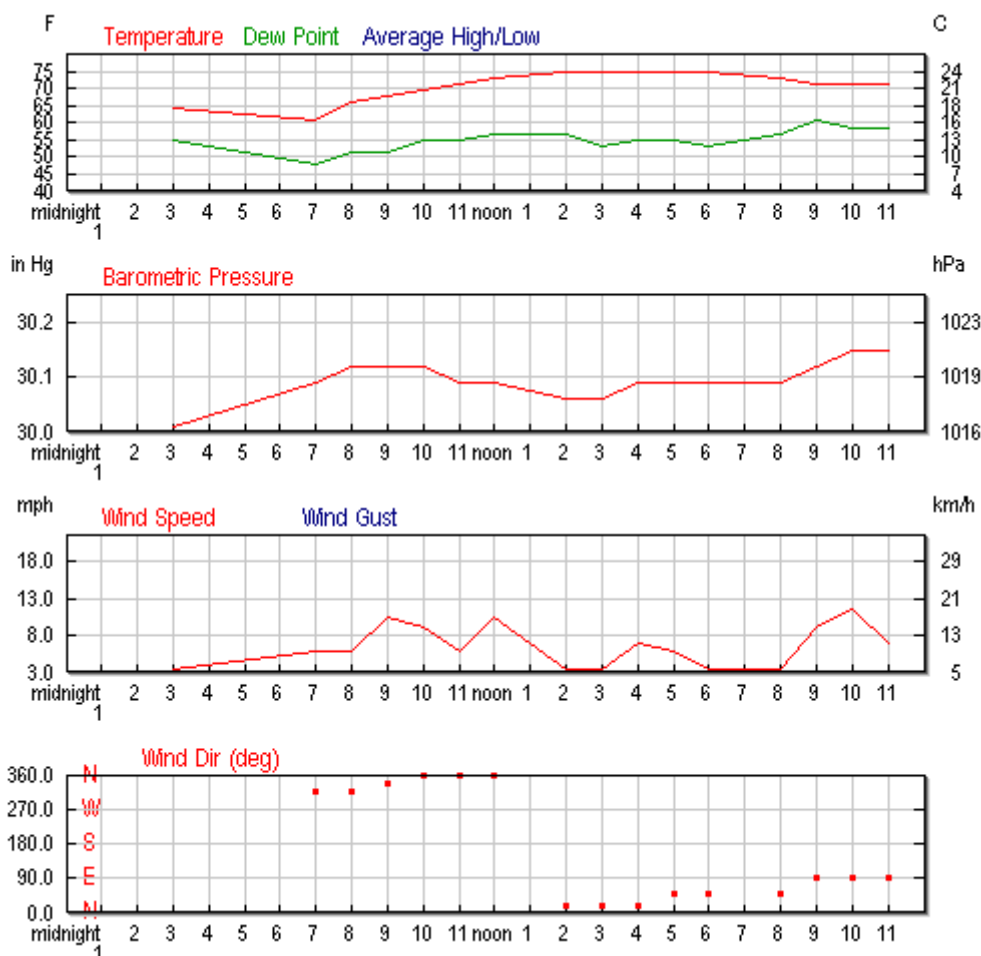 F Temperature Dew Point Average High/Low C
75 24
70 21
65 18
60 16
55 13
50 10
45 7
40 4
midnight 2 3 4 5 6 7 8 9 10 11 noon 1 2 3 4 5 6 7 8 9 10 11
1
in Hg Barometric Pressure hPa
30.2 1023
30.1 1019
30.0 1016
midnight 2 3 4 5 6 7 8 9 10 11 noon 1 2 3 4 5 6 7 8 9 10 11
1
mph Wind Speed Wind Gust km/h
18.0 29
13.0 21
8.0 13
3.0 5
midnight 2 3 4 5 6 7 8 9 10 11 noon 1 2 3 4 5 6 7 8 9 10 11
1
Wind Dir (deg)
360.0 N
270.0 W
180.0 S
90.0 E
0.0 N
midnight 2 3 4 5 6 7 8 9 10 11 noon 1 2 3 4 5 6 7 8 9 10 11
1